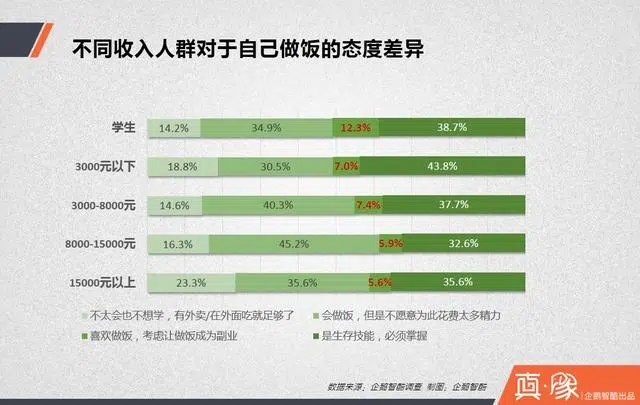 不同收入人群对于自己做饭的态度差异
学生 14.2% 34.9% 12.3% 38.7%
3000元以下 18.8% 30.5% 7.0% 43.8%
3000-8000元 14.6% 40.3% 7.4% 37.7%
8000-15000元 16.3% 45.2% 5.9% 32.6%
15000元以上 23.3% 35.6% 5.6% 35.6%
不太会也不想学，有外卖/在外面吃就足够了 会做饭，但是不愿意为此花费太多精力
喜欢做饭，考虑让做饭成为副业 是生存技能，必须掌握
数据来源：企鹅智酷调查 制图：企鹅智酷
真·像
企鹅智酷出品